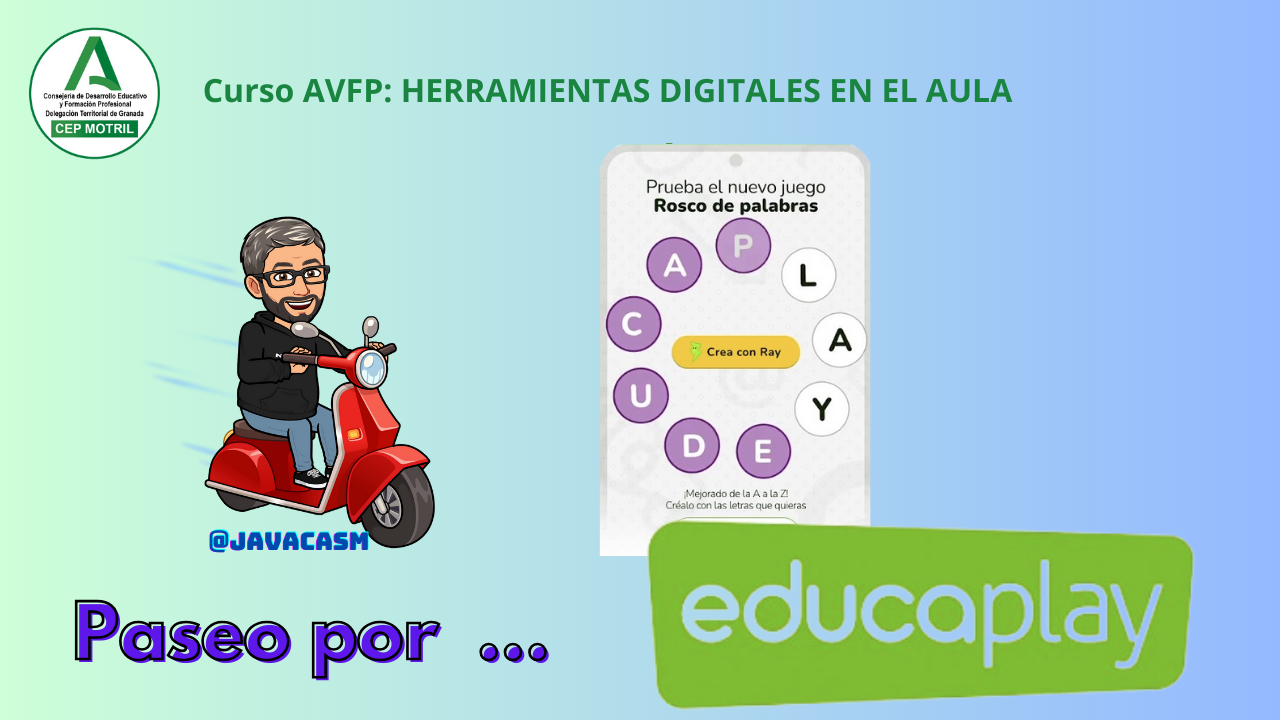 Consejería de Desarrollo Educativo
y Formación Profesional
Delegación Territorial de Granada
CEP MOTRIL
Curso AVFP: HERRAMIENTAS DIGITALES EN EL AULA
Prueba el nuevo juego
Rosco de palabras
P
L
A
Y
E
D
U
C
A
Crea con Ray
¡Mejorado de la A a la Z!
Créalo con las letras que quieras
@JAVACASM
Paseo por ...
educaplay